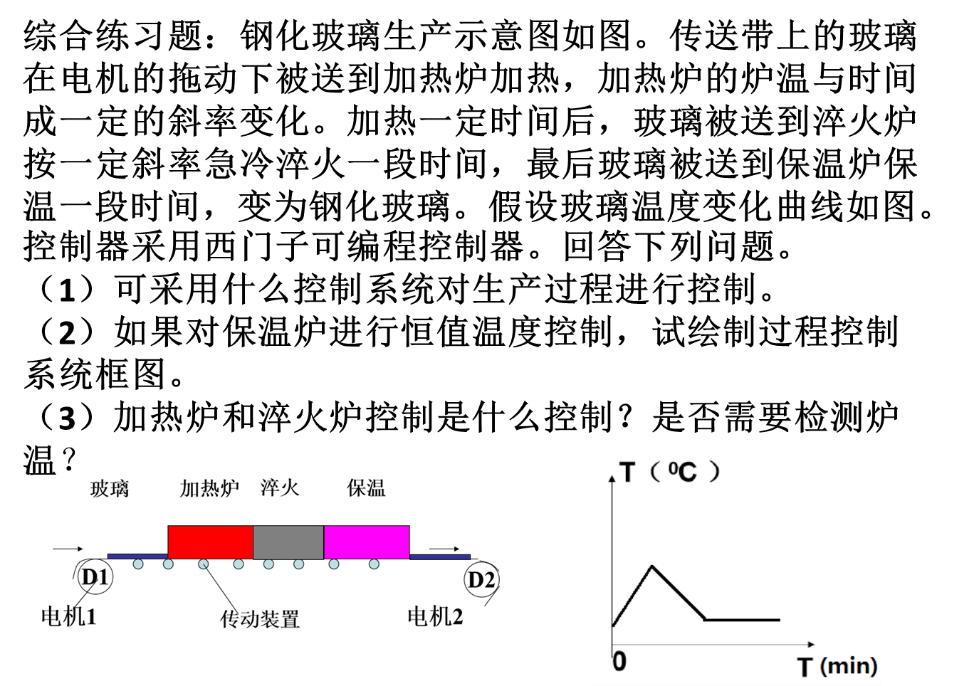 综合练习题：钢化玻璃生产示意图如图。传送带上的玻璃
在电机的拖动下被送到加热炉加热，加热炉的炉温与时间
成一定的斜率变化。加热一定时间后，玻璃被送到淬火炉
按一定斜率急冷淬火一段时间，最后玻璃被送到保温炉保
温一段时间，变为钢化玻璃。假设玻璃温度变化曲线如图。
控制器采用西门子可编程控制器。回答下列问题。
（1）可采用什么控制系统对生产过程进行控制。
（2）如果对保温炉进行恒值温度控制，试绘制过程控制
系统框图。
（3）加热炉和淬火炉控制是什么控制？是否需要检测炉
温？
玻璃 加热炉 淬火 保温
D1 D2
电机1 传动装置 电机2
T（⁰C）
0 T (min)